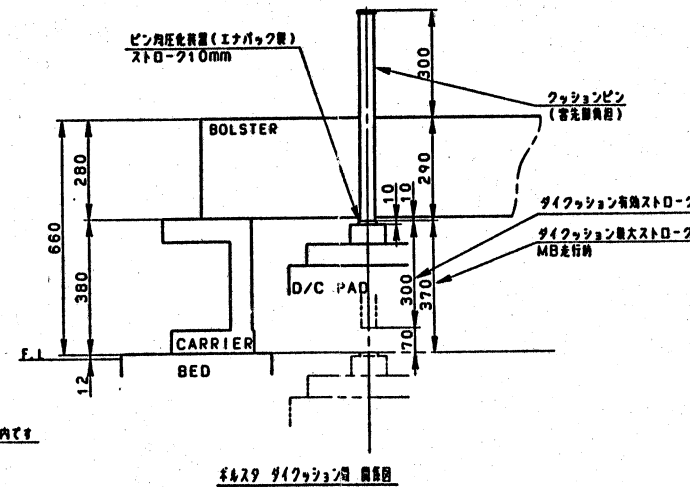 ピン均圧化装置(エナパック製)
ストローク10mm
300
クッションピン
(客先御負担)
BOLSTER
280
290
10
10
660
ダイクッション有効ストローク
ダイクッション最大ストローク
MB走行時
380
D/C PAD
300
370
CARRIER
70
F.L
BED
12
内です
ボルスタ ダイクッション間 関係図